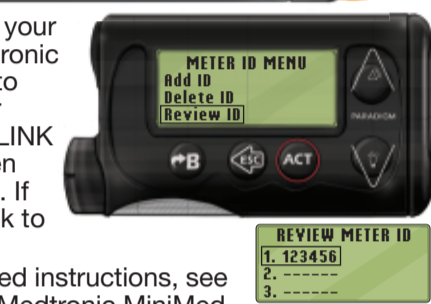 your
ronic
to
LINK
en
. If
k to
ed instructions, see
Medtronic MiniMed
METER ID MENU
Add ID
Delete ID
Review ID
PARADIGM
B
ESC
ACT
REVIEW METER ID
1. 123456
2. ------
3. ------